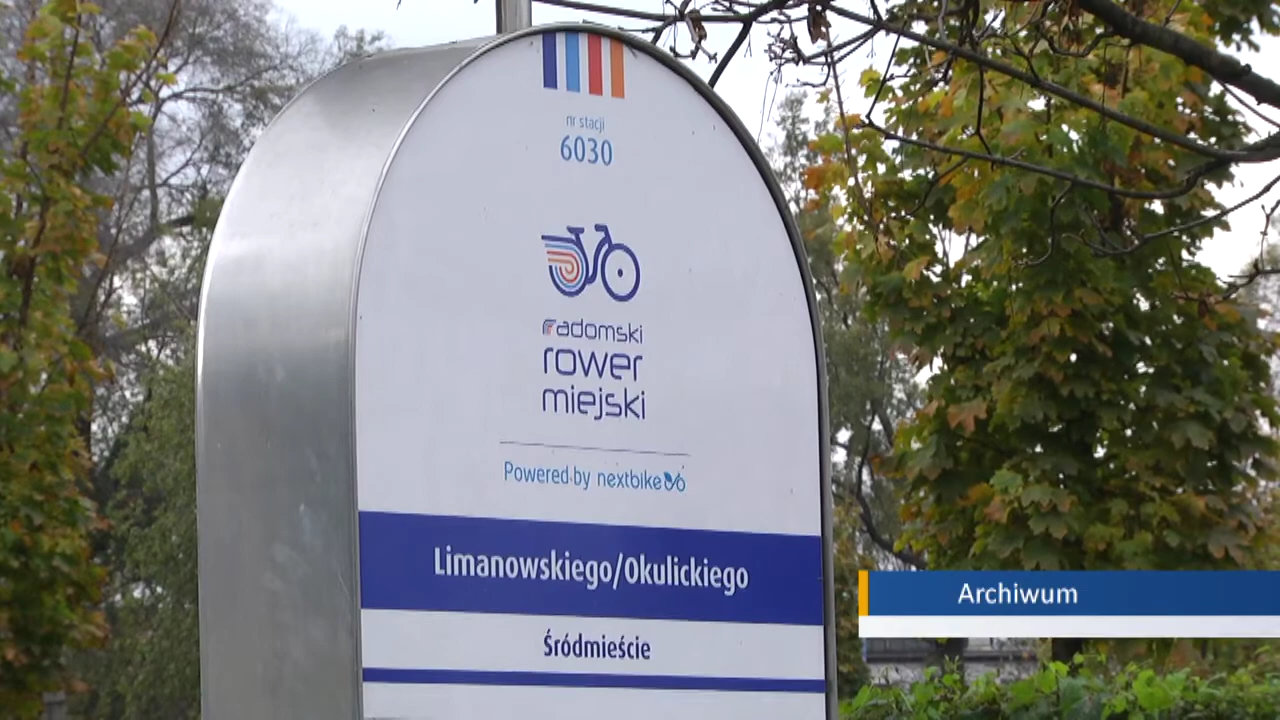 nr stacji
6030
radomski
rower
miejski
Powered by nextbike
Limanowskiego/Okulickiego
Śródmieście
Archiwum